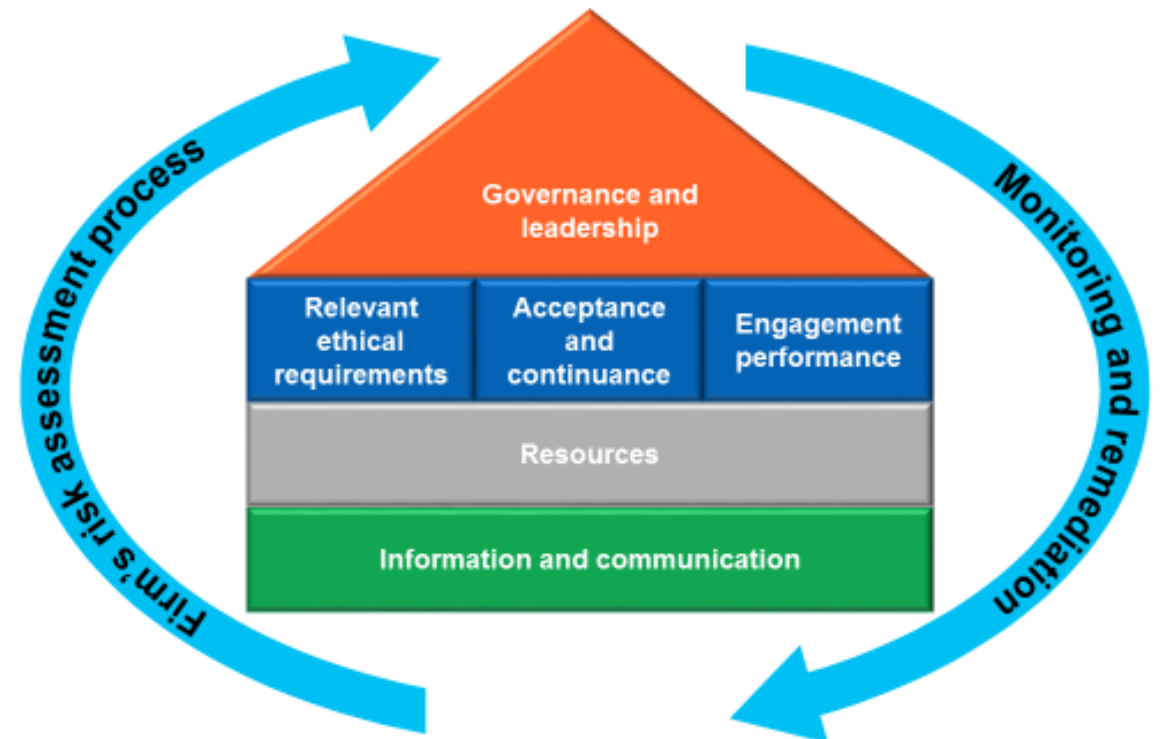 Governance and
leadership
Relevant
ethical
requirements
Acceptance
and
continuance
Engagement
performance
Resources
Information and communication
Firm's risk assessment process
Monitoring and remediation